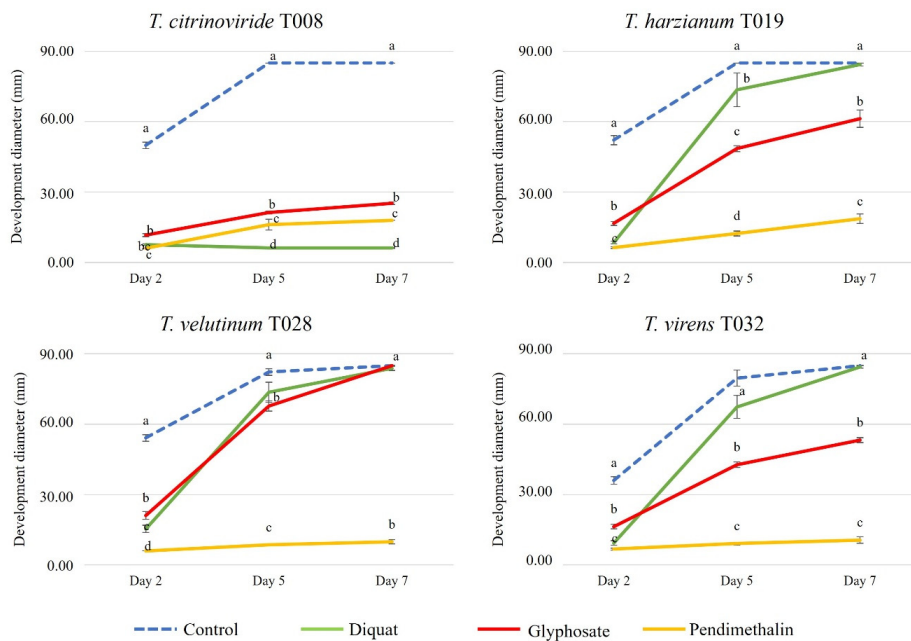 T. citrinoviride T008
Development diameter (mm)
90.00
60.00
30.00
0.00
a
a
a
b
bc
c
b
c
d
b
c
d
Day 2
Day 5
Day 7
T. harzianum T019
Development diameter (mm)
90.00
60.00
30.00
0.00
a
b
c
a
b
c
d
a
b
c
Day 2
Day 5
Day 7
T. velutinum T028
Development diameter (mm)
90.00
60.00
30.00
0.00
a
b
c
d
a
b
c
a
b
Day 2
Day 5
Day 7
T. virens T032
Development diameter (mm)
90.00
60.00
30.00
0.00
a
b
c
a
b
c
a
b
c
Day 2
Day 5
Day 7
Control
Diquat
Glyphosate
Pendimethalin